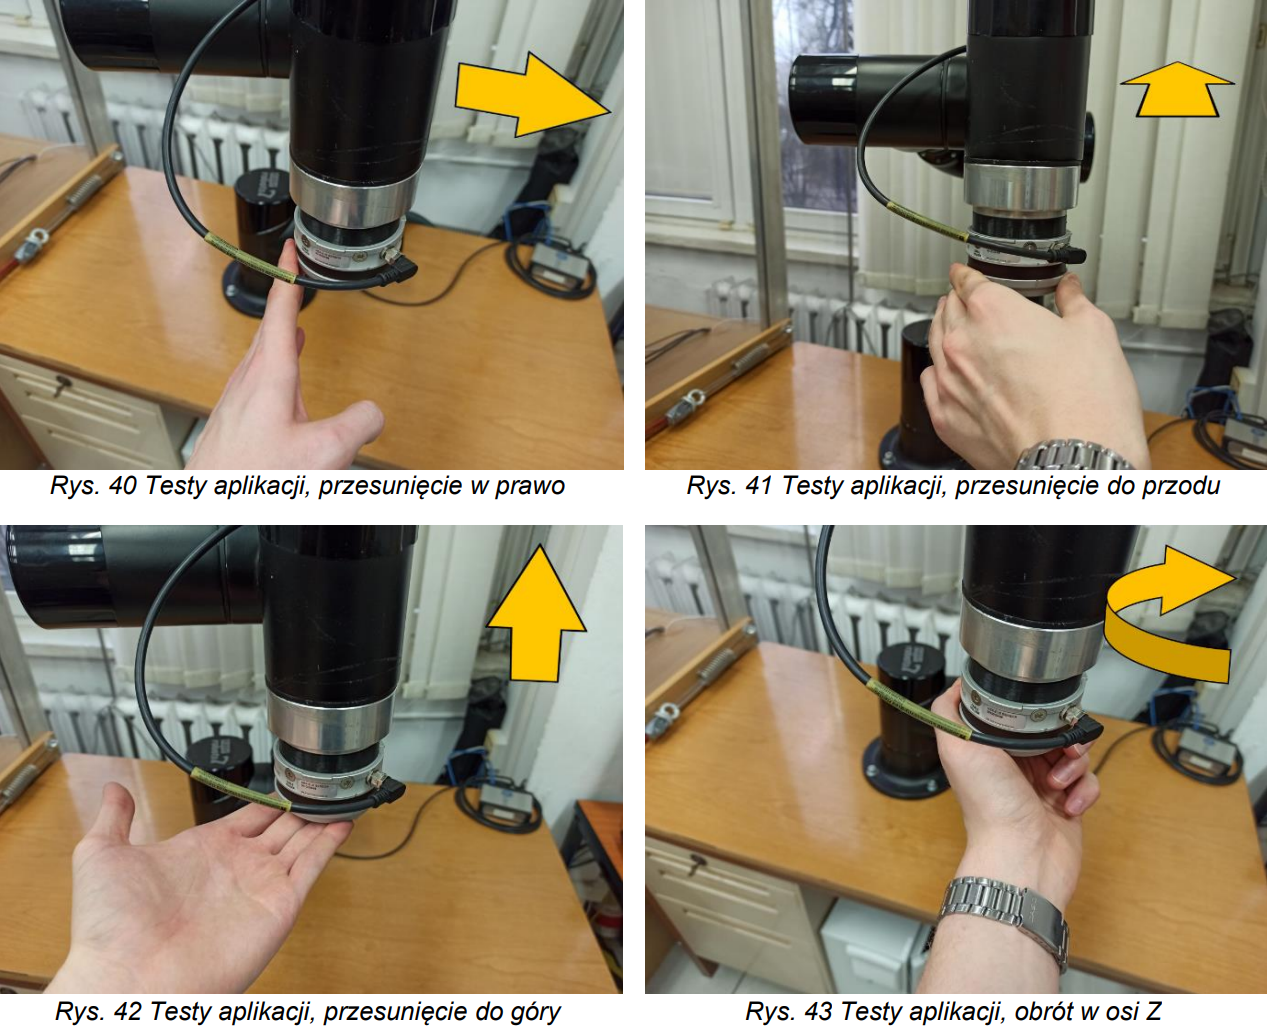 Rys. 40 Testy aplikacji, przesunięcie w prawo
Rys. 41 Testy aplikacji, przesunięcie do przodu
Rys. 42 Testy aplikacji, przesunięcie do góry
Rys. 43 Testy aplikacji, obrót w osi Z